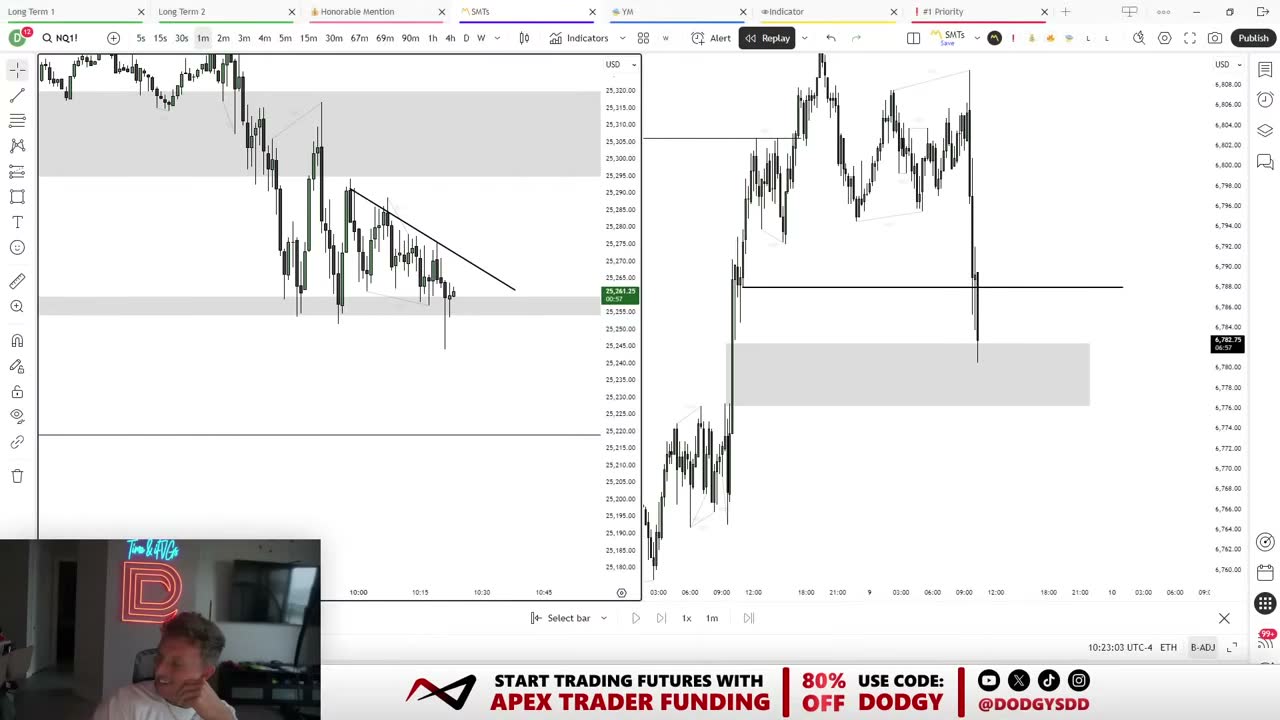 Long Term 1
Long Term 2
Honorable Mention
SMTs
YM
Indicator
#1 Priority
D
12
NQ1!
5s 15s 30s 1m 2m 3m 4m 5m 15m 30m 67m 69m 90m 1h 4h D W
Indicators
w
Alert
Replay
SMTs
Save
L
L
Publish
USD
25,320.00
25,315.00
25,310.00
25,305.00
25,300.00
25,295.00
25,290.00
25,285.00
25,280.00
25,275.00
25,270.00
25,265.00
25,261.25
00:57
25,255.00
25,250.00
25,245.00
25,240.00
25,235.00
25,230.00
25,225.00
25,220.00
25,215.00
25,210.00
25,205.00
25,200.00
25,195.00
25,190.00
25,185.00
25,180.00
10:00 10:15 10:30 10:45
USD
6,808.00
6,806.00
6,804.00
6,802.00
6,800.00
6,798.00
6,796.00
6,794.00
6,792.00
6,790.00
6,788.00
6,786.00
6,784.00
6,782.75
06:57
6,780.00
6,778.00
6,776.00
6,774.00
6,772.00
6,770.00
6,768.00
6,766.00
6,764.00
6,762.00
6,760.00
03:00 06:00 09:00 12:00 18:00 22:00 9 03:00 06:00 09:00 12:00 18:00 22:00 10 03:00 06:00
Select bar
1x
1m
10:23:03 UTC-4 ETH B-ADJ
99+
Time & iFVGs
D
START TRADING FUTURES WITH
APEX TRADER FUNDING
80% OFF
USE CODE:
DODGY
@DODGYSDD